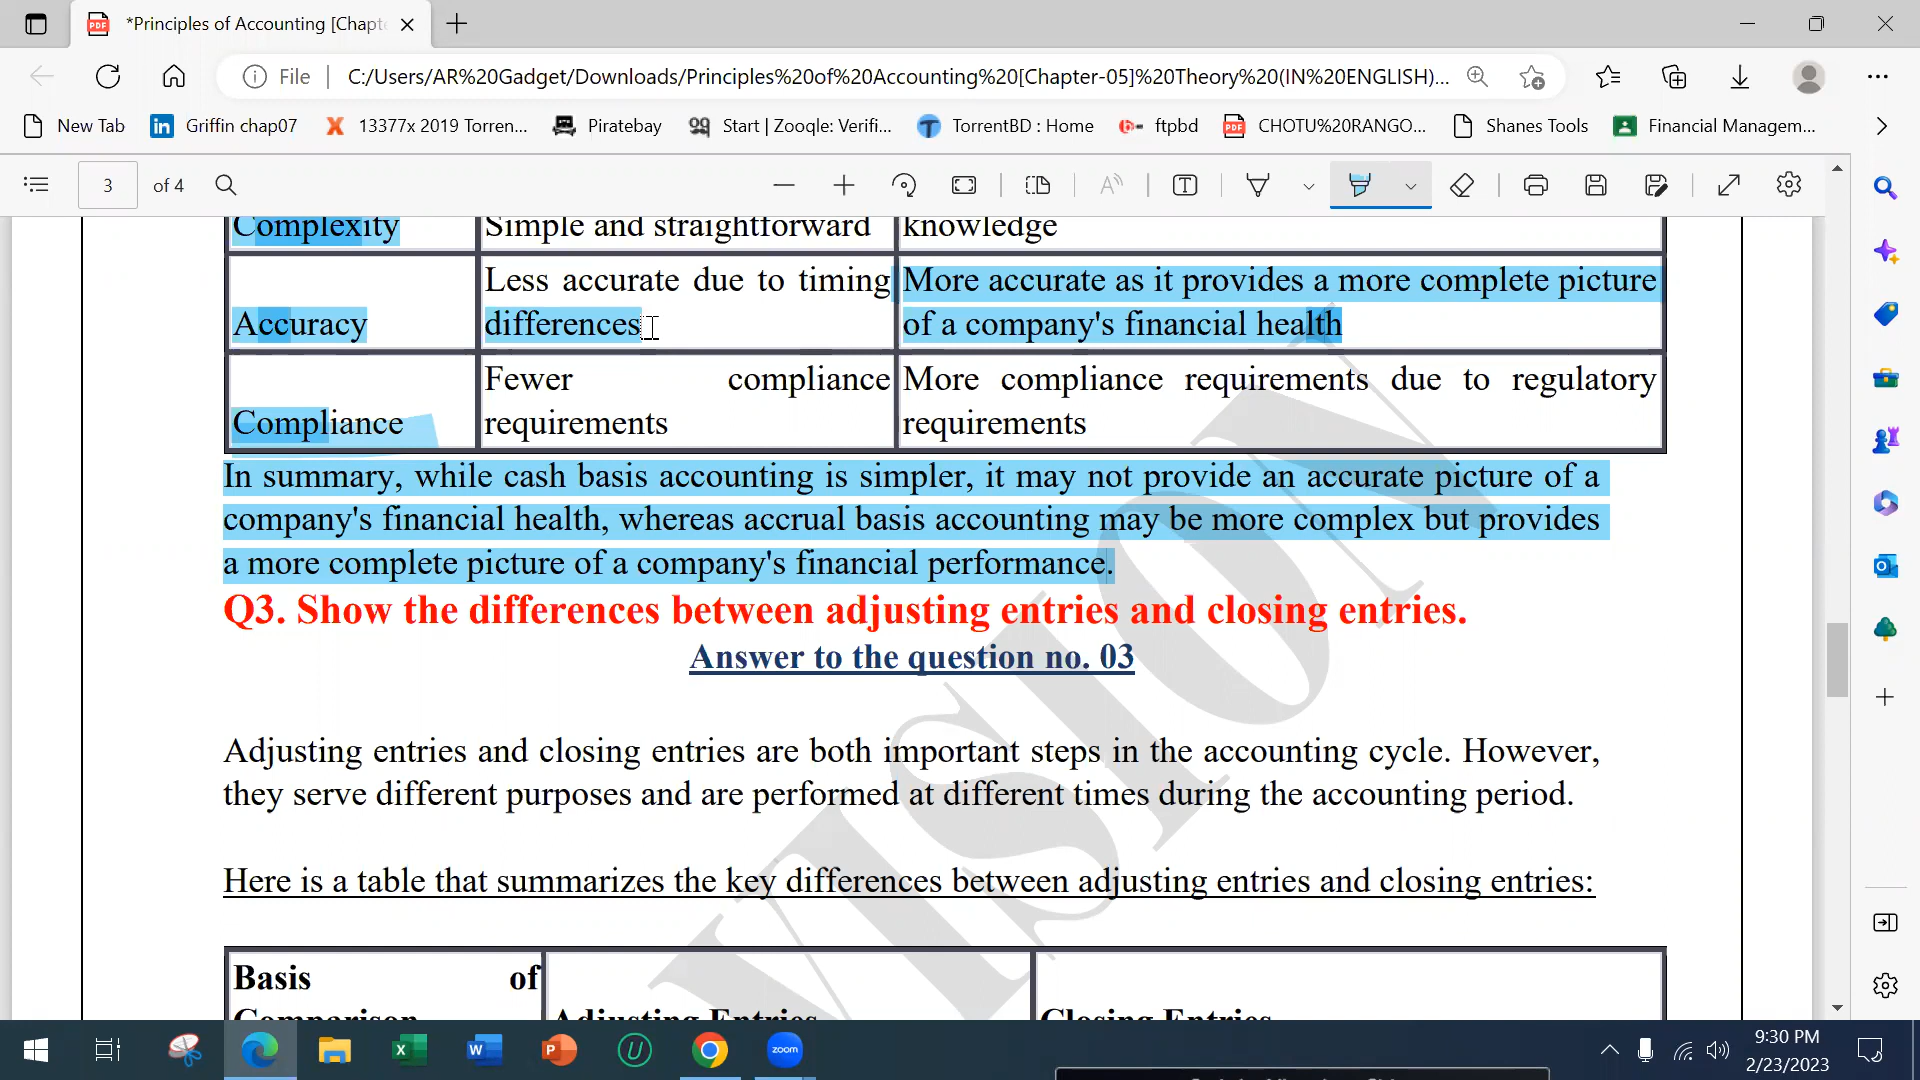 *Principles of Accounting [Chapte
File
C:/Users/AR%20Gadget/Downloads/Principles%20of%20Accounting%20[Chapter-05]%20Theory%20(IN%20ENGLISH)...
New Tab
Griffin chap07
13377x 2019 Torren...
Piratebay
Start | Zooqle: Verifi...
TorrentBD : Home
ftpbd
CHOTU%20RANGO...
Shanes Tools
Financial Managem...
3 of 4
Complexity
Simple and straightforward
knowledge
Accuracy
Less accurate due to timing
differences
More accurate as it provides a more complete picture
of a company's financial health
Compliance
Fewer compliance
requirements
More compliance requirements due to regulatory
requirements
In summary, while cash basis accounting is simpler, it may not provide an accurate picture of a
company's financial health, whereas accrual basis accounting may be more complex but provides
a more complete picture of a company's financial performance.
Q3. Show the differences between adjusting entries and closing entries.
Answer to the question no. 03
Adjusting entries and closing entries are both important steps in the accounting cycle. However,
they serve different purposes and are performed at different times during the accounting period.
Here is a table that summarizes the key differences between adjusting entries and closing entries:
Basis of
Comparison
Adjusting Entries
Closing Entries
VISION
zoom
9:30 PM
2/23/2023